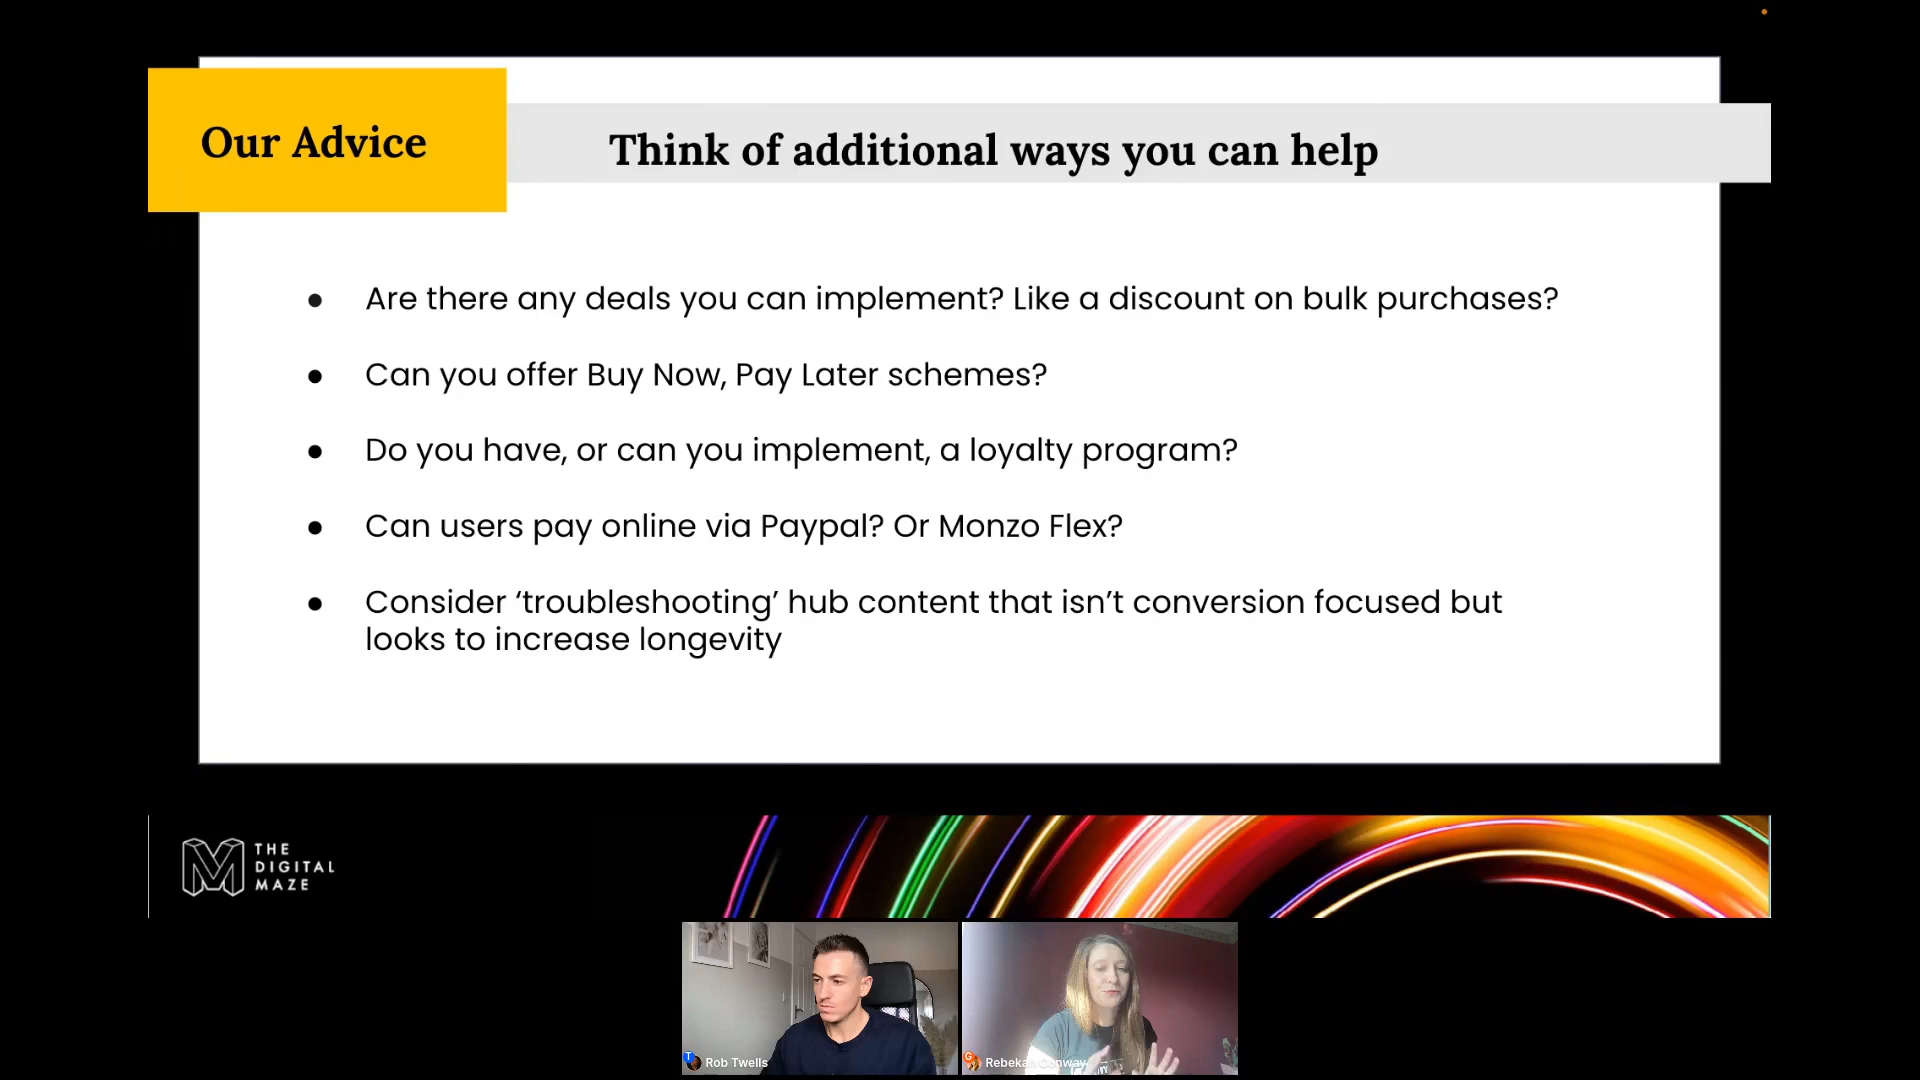 Our Advice
Think of additional ways you can help
● Are there any deals you can implement? Like a discount on bulk purchases?
● Can you offer Buy Now, Pay Later schemes?
● Do you have, or can you implement, a loyalty program?
● Can users pay online via Paypal? Or Monzo Flex?
● Consider ‘troubleshooting’ hub content that isn’t conversion focused but
looks to increase longevity
THE
DIGITAL
MAZE
T
Rob Twells
G
Rebekah Conway